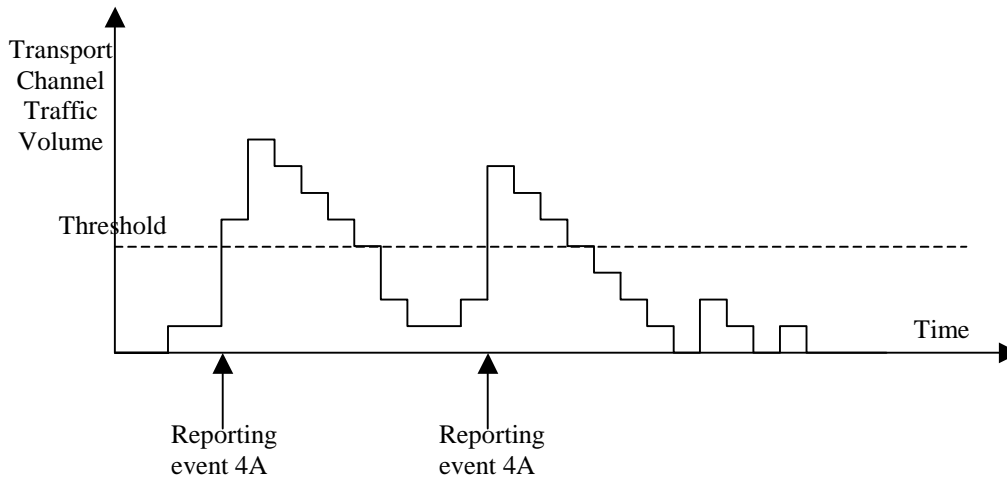 Transport
Channel
Traffic
Volume
Threshold
Time
Reporting
event 4A
Reporting
event 4A